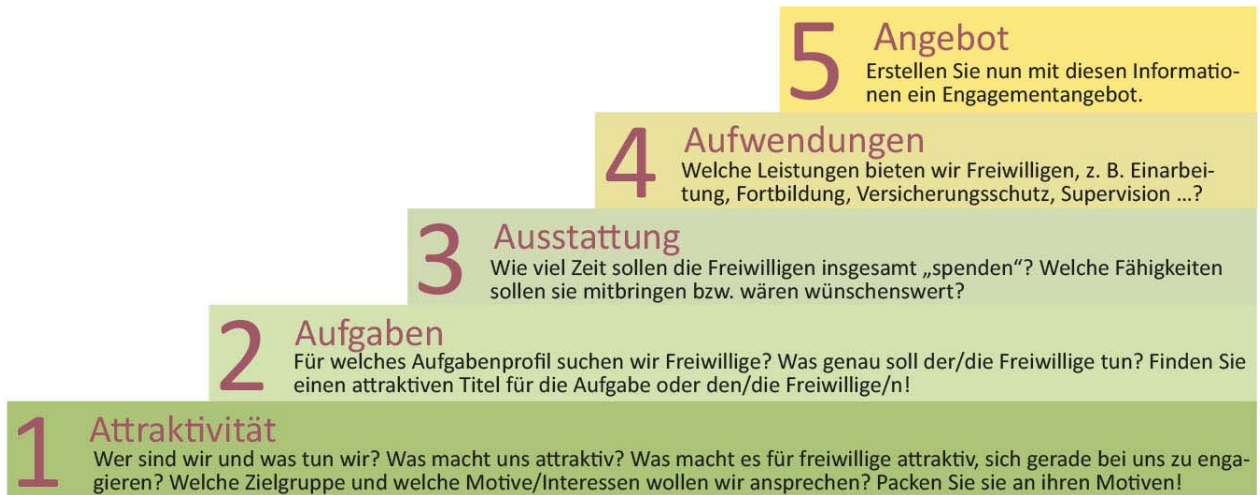 5 Angebot
Erstellen Sie nun mit diesen Informatio-
nen ein Engagementangebot.
4 Aufwendungen
Welche Leistungen bieten wir Freiwilligen, z. B. Einarbei-
tung, Fortbildung, Versicherungsschutz, Supervision ...?
3 Ausstattung
Wie viel Zeit sollen die Freiwilligen insgesamt „spenden“? Welche Fähigkeiten
sollen sie mitbringen bzw. wären wünschenswert?
2 Aufgaben
Für welches Aufgabenprofil suchen wir Freiwillige? Was genau soll der/die Freiwillige tun? Finden Sie
einen attraktiven Titel für die Aufgabe oder den/die Freiwillige/n!
1 Attraktivität
Wer sind wir und was tun wir? Was macht uns attraktiv? Was macht es für freiwillige attraktiv, sich gerade bei uns zu enga-
gieren? Welche Zielgruppe und welche Motive/Interessen wollen wir ansprechen? Packen Sie sie an ihren Motiven!